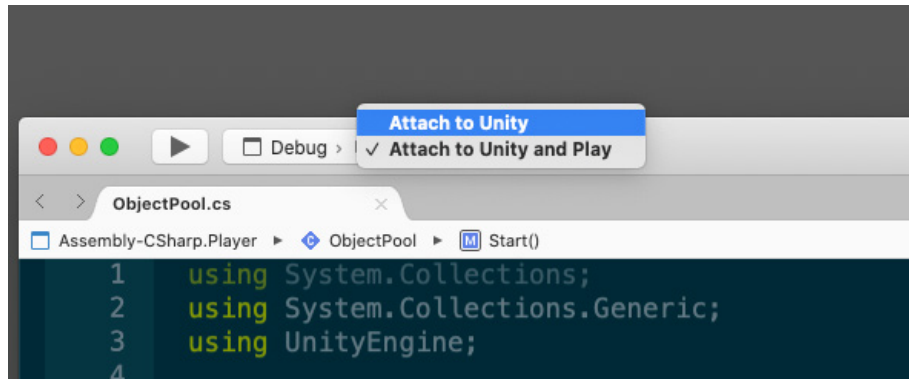 Attach to Unity
Debug ›
✓ Attach to Unity and Play
ObjectPool.cs
Assembly-CSharp.Player ▶ ObjectPool ▶ M Start()
1 using System.Collections;
2 using System.Collections.Generic;
3 using UnityEngine;
4